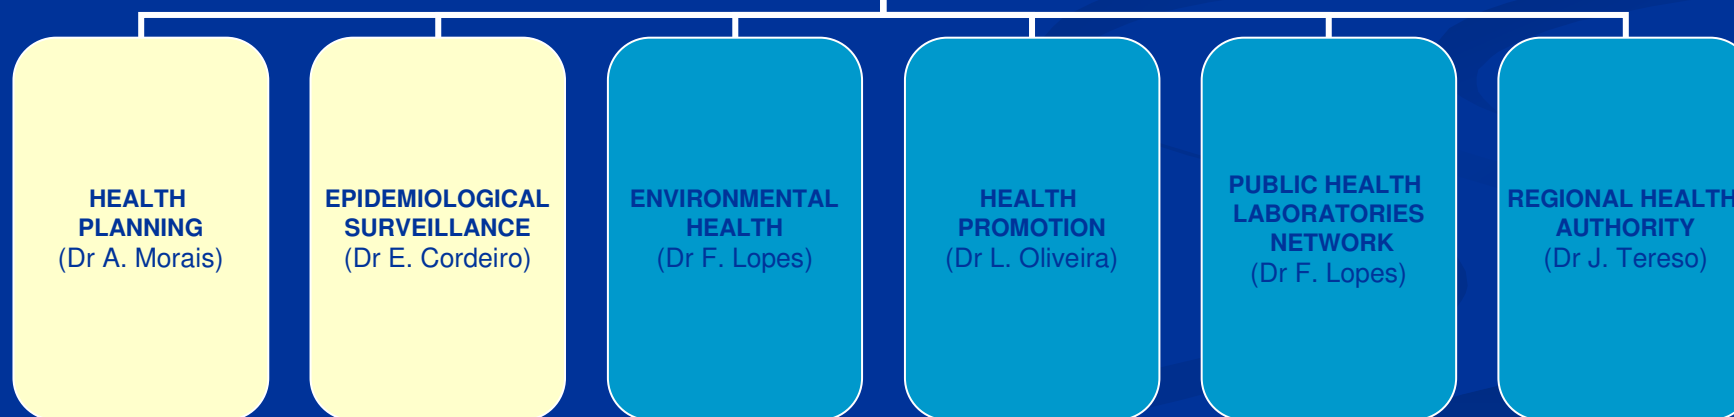 HEALTH
PLANNING
(Dr A. Morais)
EPIDEMIOLOGICAL
SURVEILLANCE
(Dr E. Cordeiro)
ENVIRONMENTAL
HEALTH
(Dr F. Lopes)
HEALTH
PROMOTION
(Dr L. Oliveira)
PUBLIC HEALTH
LABORATORIES
NETWORK
(Dr F. Lopes)
REGIONAL HEALTH
AUTHORITY
(Dr J. Tereso)